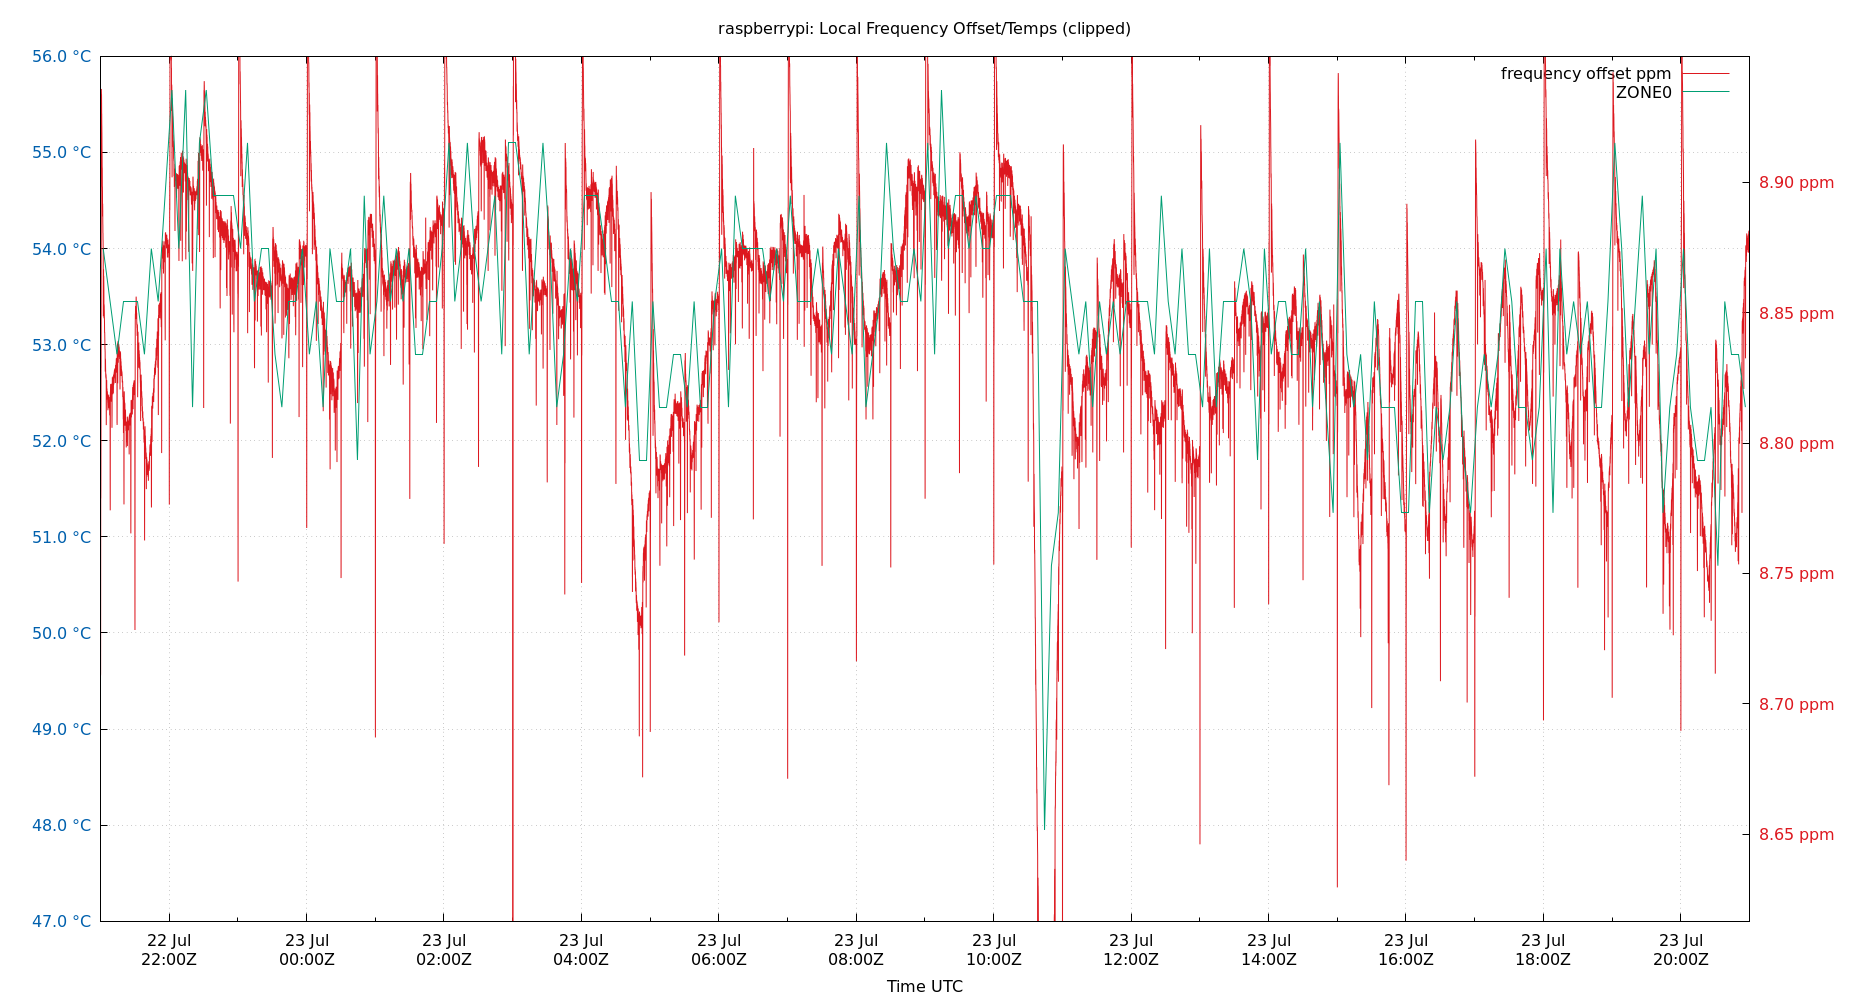 raspberrypi: Local Frequency Offset/Temps (clipped)
56.0 °C
55.0 °C
54.0 °C
53.0 °C
52.0 °C
51.0 °C
50.0 °C
49.0 °C
48.0 °C
47.0 °C
frequency offset ppm
ZONE0
8.90 ppm
8.85 ppm
8.80 ppm
8.75 ppm
8.70 ppm
8.65 ppm
22 Jul 23 Jul 23 Jul 23 Jul 23 Jul 23 Jul 23 Jul 23 Jul 23 Jul 23 Jul 23 Jul 23 Jul
22:00Z 00:00Z 02:00Z 04:00Z 06:00Z 08:00Z 10:00Z 12:00Z 14:00Z 16:00Z 18:00Z 20:00Z
Time UTC